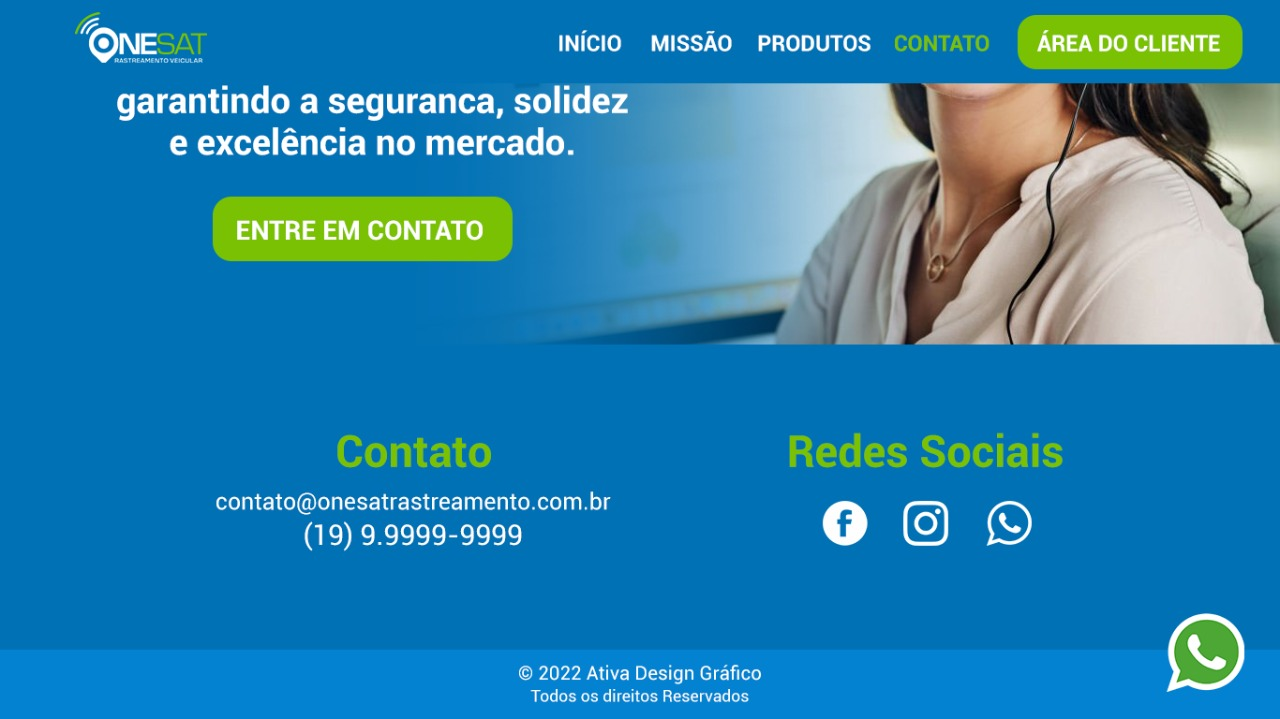 ONESAT
RASTREAMENTO VEICULAR
INÍCIO MISSÃO PRODUTOS CONTATO ÁREA DO CLIENTE
garantindo a seguranca, solidez
e excelência no mercado.
ENTRE EM CONTATO
Contato
contato@onesatrastreamento.com.br
(19) 9.9999-9999
Redes Sociais
© 2022 Ativa Design Gráfico
Todos os direitos Reservados